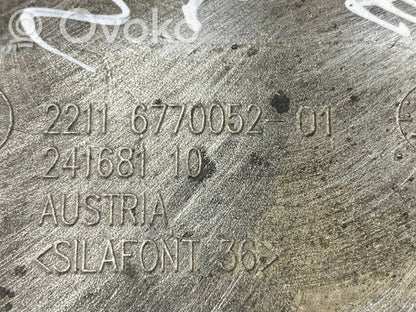 Ovoko
2211 6770052-01
241681 10
AUSTRIA
<SILAFONT 36>